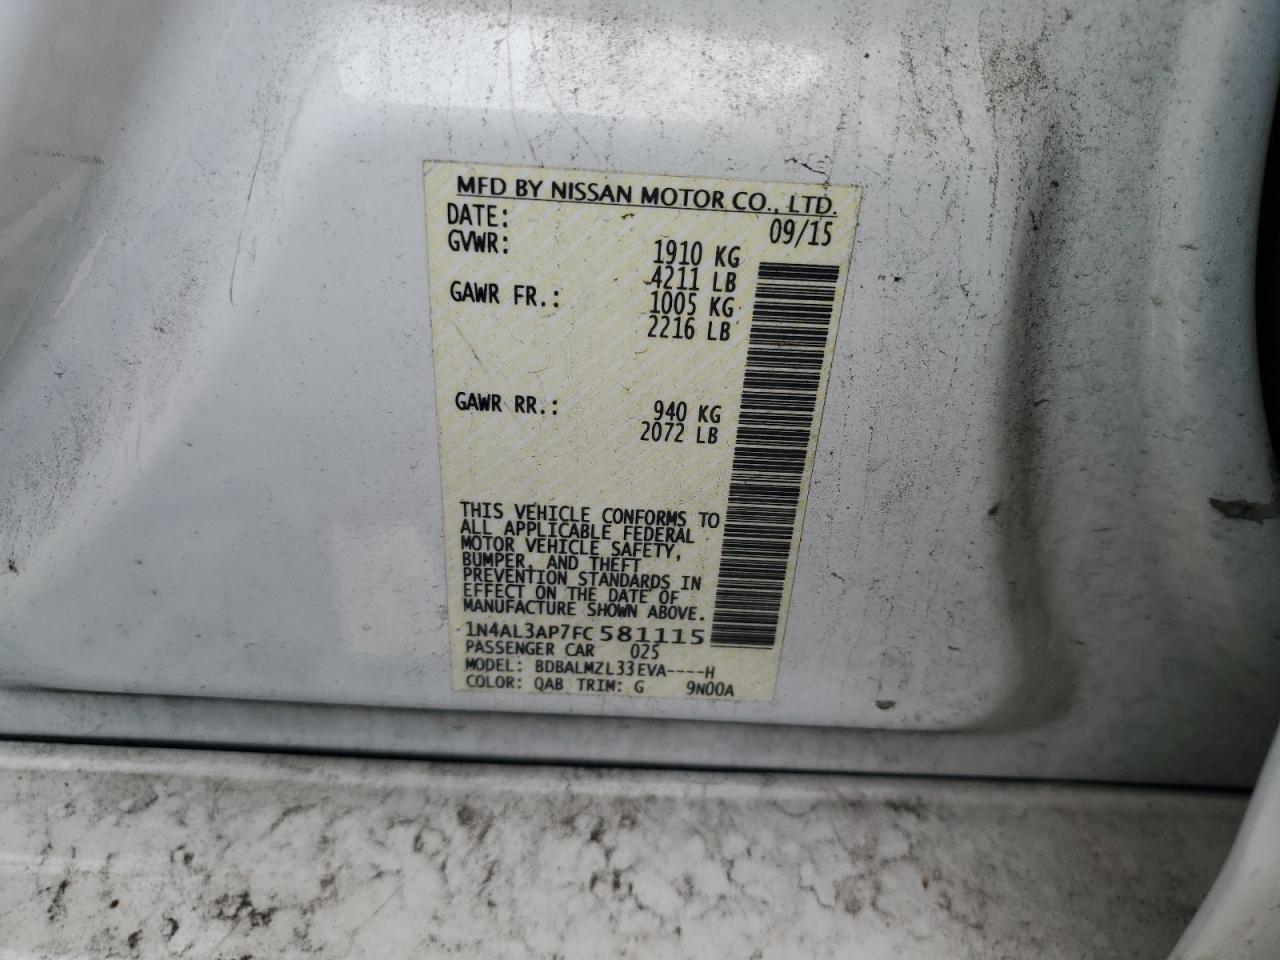 MFD BY NISSAN MOTOR CO., LTD.
DATE: 09/15
GVWR: 1910 KG
4211 LB
GAWR FR.: 1005 KG
2216 LB
GAWR RR.: 940 KG
2072 LB
THIS VEHICLE CONFORMS TO
ALL APPLICABLE FEDERAL
MOTOR VEHICLE SAFETY,
BUMPER, AND THEFT
PREVENTION STANDARDS IN
EFFECT ON THE DATE OF
MANUFACTURE SHOWN ABOVE.
1N4AL3AP7FC581115
PASSENGER CAR 025
MODEL: BDBALMZL33EVA----H
COLOR: QAB TRIM: G 9N00A